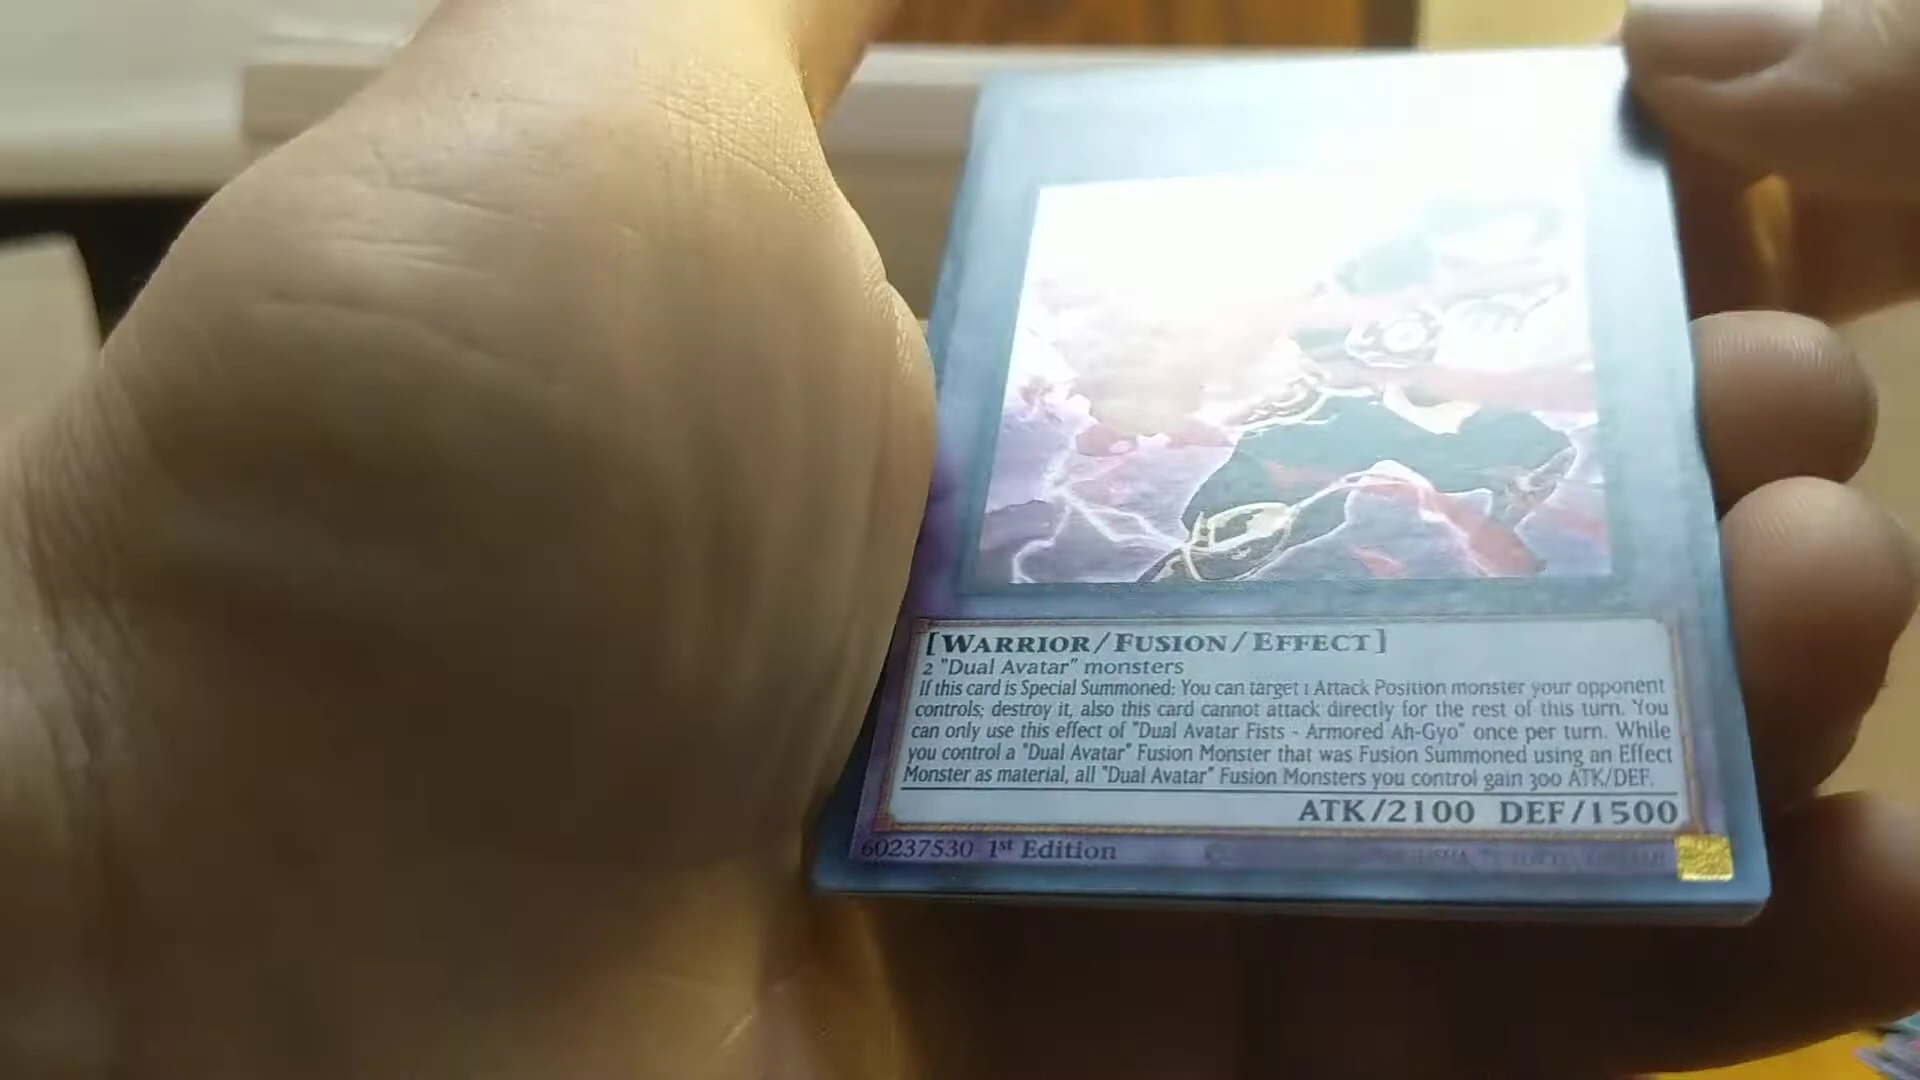 [WARRIOR/FUSION/EFFECT]
2 "Dual Avatar" monsters
If this card is Special Summoned: You can target 1 Attack Position monster your opponent
controls; destroy it, also this card cannot attack directly for the rest of this turn. You
can only use this effect of "Dual Avatar Fists - Armored Ah-Gyo" once per turn. While
you control a "Dual Avatar" Fusion Monster that was Fusion Summoned using an Effect
Monster as material, all "Dual Avatar" Fusion Monsters you control gain 300 ATK/DEF.
ATK/2100 DEF/1500
60237530 1st Edition